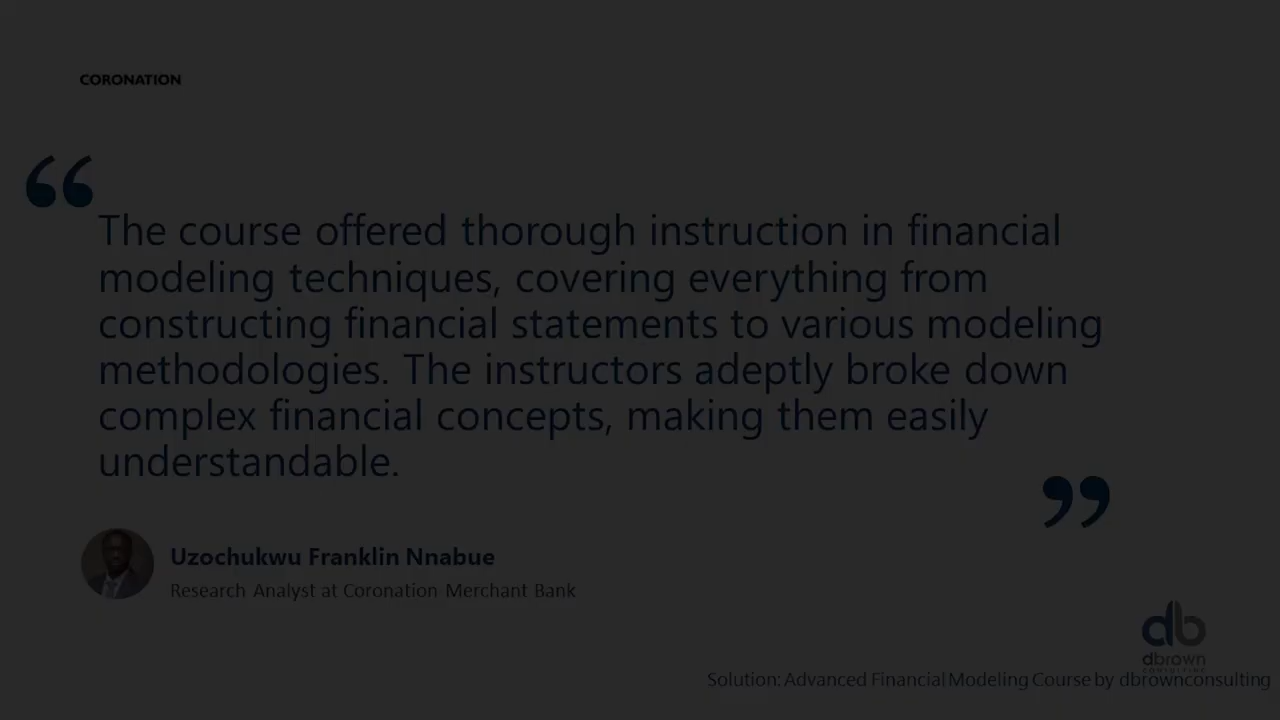 CORONATION
“
The course offered thorough instruction in financial
modeling techniques, covering everything from
constructing financial statements to various modeling
methodologies. The instructors adeptly broke down
complex financial concepts, making them easily
understandable.
”
Uzochukwu Franklin Nnabue
Research Analyst at Coronation Merchant Bank
db
dbrown
CONSULTING
Solution: Advanced Financial Modeling Course by dbrownconsulting